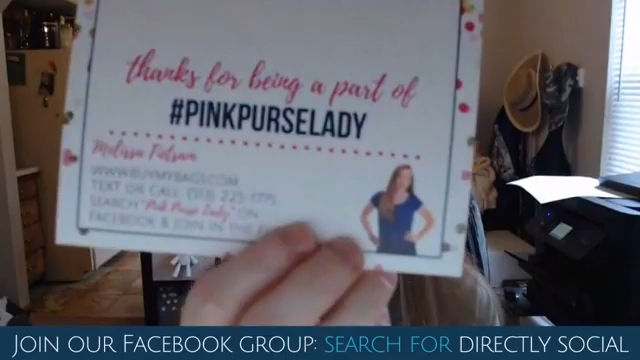 thanks for being a part of
#PINKPURSELADY
Melissa
WWW.BUYMYBAGS.COM
TEXT OR CALL
SEARCH "Pink Purse Lady" ON
FACEBOOK & JOIN IN THE
JOIN OUR FACEBOOK GROUP: SEARCH FOR DIRECTLY SOCIAL